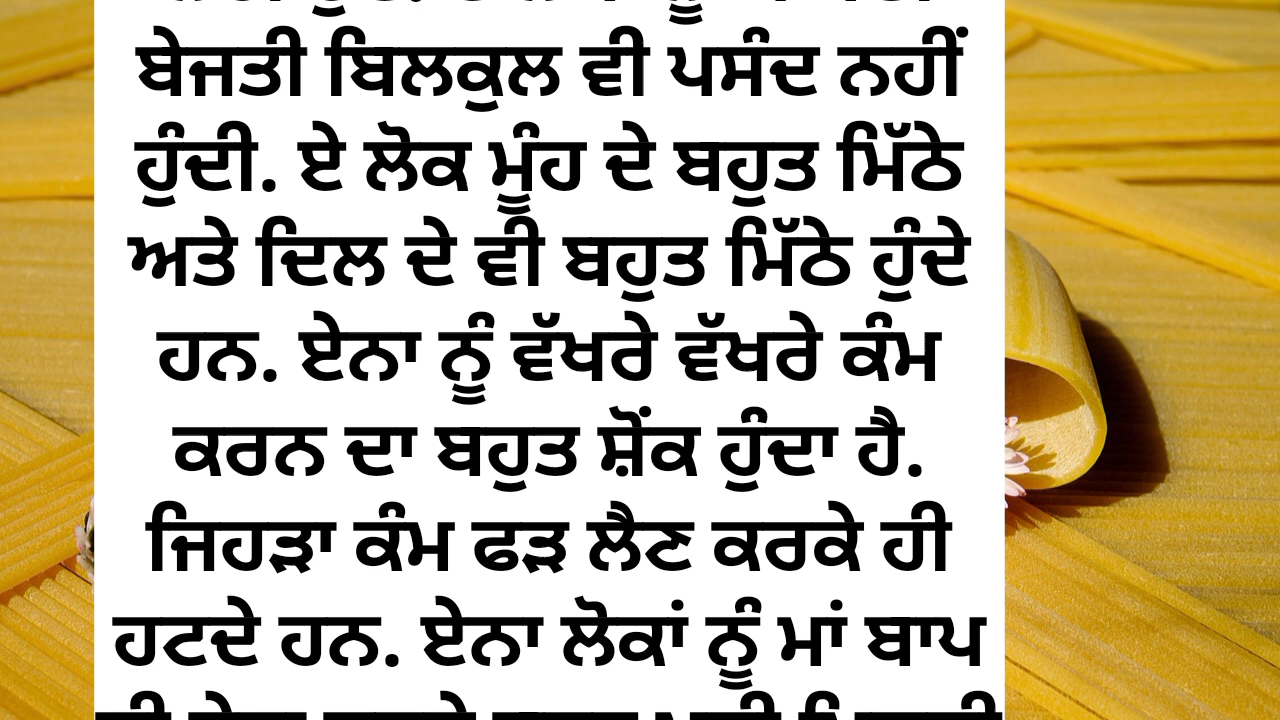 ਬੇਜਤੀ ਬਿਲਕੁਲ ਵੀ ਪਸੰਦ ਨਹੀਂ
ਹੁੰਦੀ. ਏ ਲੋਕ ਮੂੰਹ ਦੇ ਬਹੁਤ ਮਿੱਠੇ
ਅਤੇ ਦਿਲ ਦੇ ਵੀ ਬਹੁਤ ਮਿੱਠੇ ਹੁੰਦੇ
ਹਨ. ਏਨਾ ਨੂੰ ਵੱਖਰੇ ਵੱਖਰੇ ਕੰਮ
ਕਰਨ ਦਾ ਬਹੁਤ ਸ਼ੋਂਕ ਹੁੰਦਾ ਹੈ.
ਜਿਹੜਾ ਕੰਮ ਫੜ ਲੈਣ ਕਰਕੇ ਹੀ
ਹਟਦੇ ਹਨ. ਏਨਾ ਲੋਕਾਂ ਨੂੰ ਮਾਂ ਬਾਪ